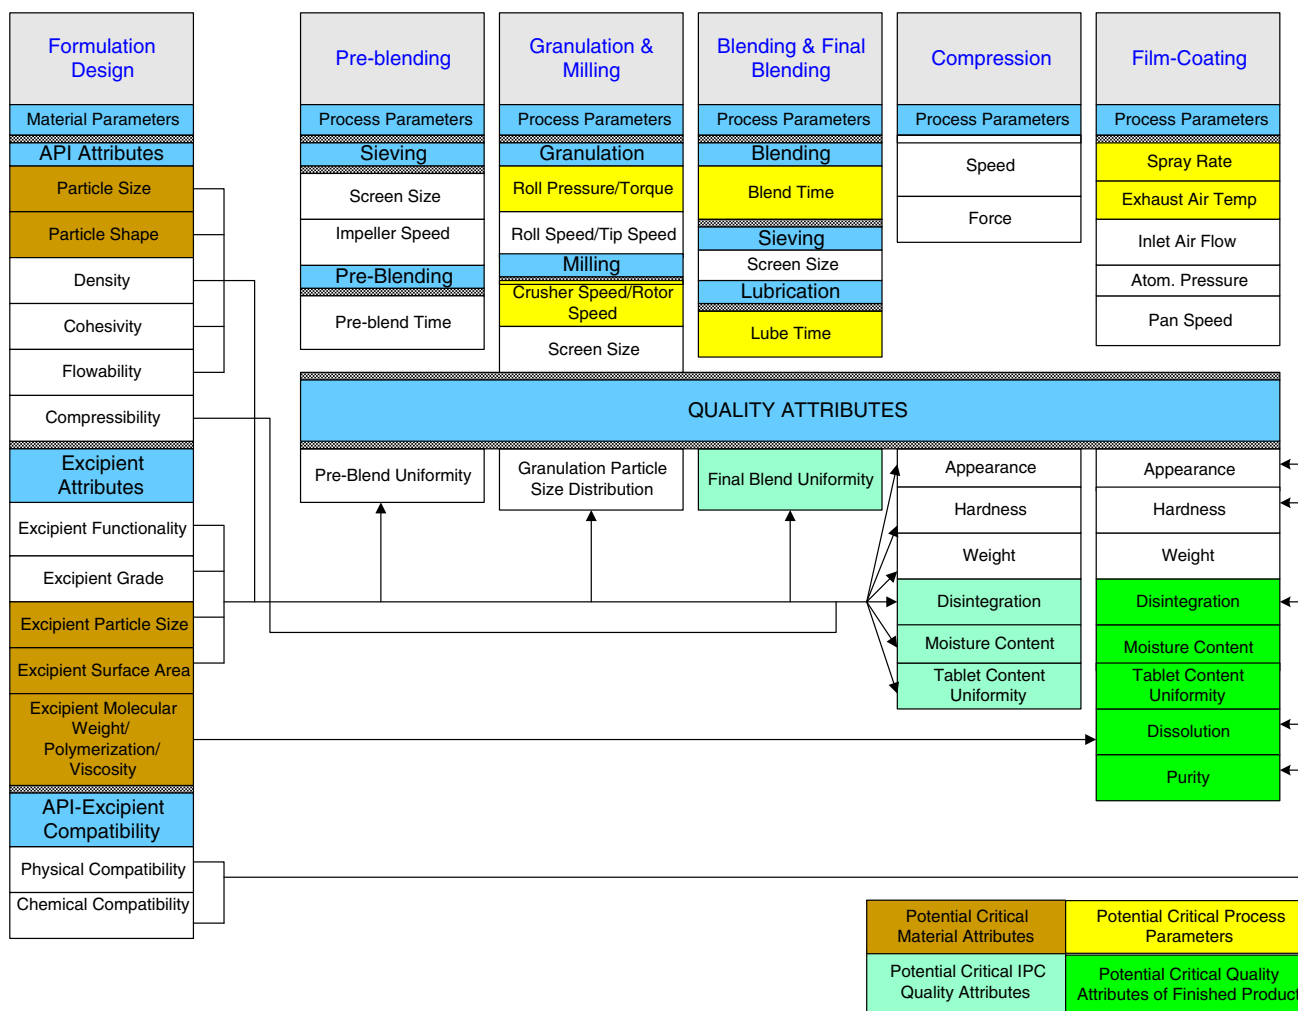 Formulation
Design
Material Parameters
API Attributes
Particle Size
Particle Shape
Density
Cohesivity
Flowability
Compressibility
Excipient
Attributes
Excipient Functionality
Excipient Grade
Excipient Particle Size
Excipient Surface Area
Excipient Molecular
Weight/
Polymerization/
Viscosity
API-Excipient
Compatibility
Physical Compatibility
Chemical Compatibility
Pre-blending
Process Parameters
Sieving
Screen Size
Impeller Speed
Pre-Blending
Pre-blend Time
Granulation &
Milling
Process Parameters
Granulation
Roll Pressure/Torque
Roll Speed/Tip Speed
Milling
Crusher Speed/Rotor
Speed
Screen Size
Blending & Final
Blending
Process Parameters
Blending
Blend Time
Sieving
Screen Size
Lubrication
Lube Time
Compression
Process Parameters
Speed
Force
Film-Coating
Process Parameters
Spray Rate
Exhaust Air Temp
Inlet Air Flow
Atom. Pressure
Pan Speed
QUALITY ATTRIBUTES
Pre-Blend Uniformity
Granulation Particle
Size Distribution
Final Blend Uniformity
Appearance
Hardness
Weight
Disintegration
Moisture Content
Tablet Content
Uniformity
Appearance
Hardness
Weight
Disintegration
Moisture Content
Tablet Content
Uniformity
Dissolution
Purity
Potential Critical
Material Attributes
Potential Critical Process
Parameters
Potential Critical IPC
Quality Attributes
Potential Critical Quality
Attributes of Finished Product